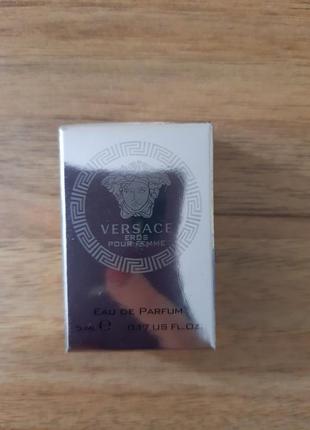 VERSACE
EROS
POUR FEMME
EAU DE PARFUM
5 ML ℮ 0.17 US FL.OZ.